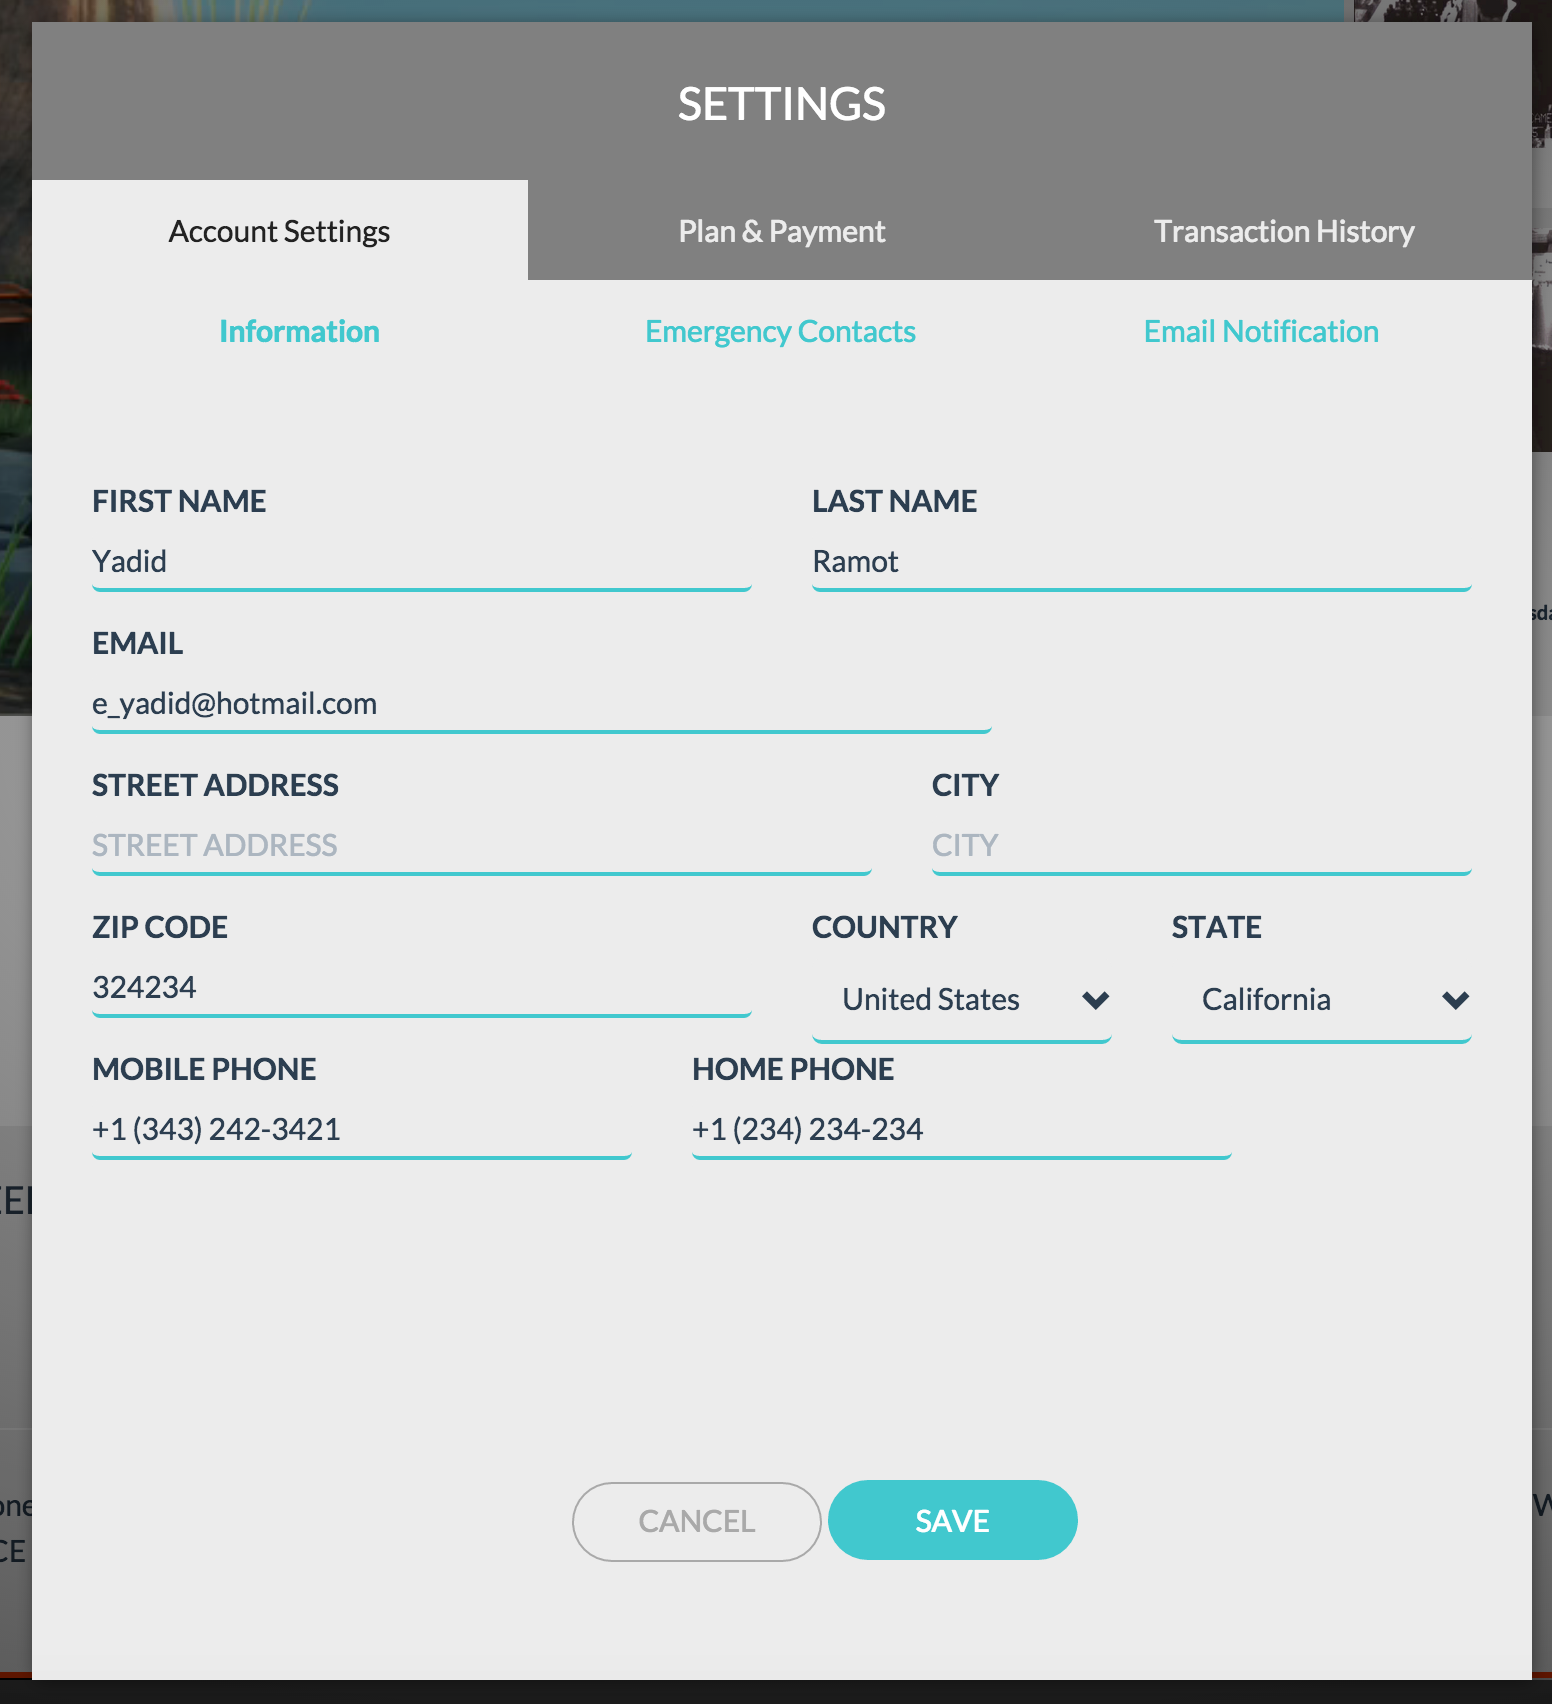 SETTINGS
Account Settings Plan & Payment Transaction History
Information Emergency Contacts Email Notification
FIRST NAME LAST NAME
Yadid Ramot
EMAIL
e_yadid@hotmail.com
STREET ADDRESS CITY
STREET ADDRESS CITY
ZIP CODE COUNTRY STATE
324234 United States California
MOBILE PHONE HOME PHONE
+1 (343) 242-3421 +1 (234) 234-234
CANCEL SAVE